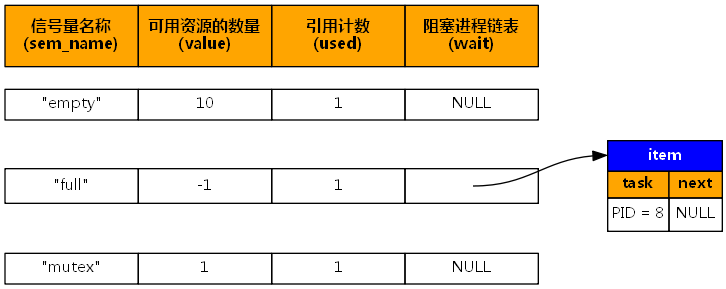 信号量名称 可用资源的数量 引用计数 阻塞进程链表
(sem_name) (value) (used) (wait)
"empty" 10 1 NULL
item
"full" -1 1 task next
PID = 8 NULL
"mutex" 1 1 NULL